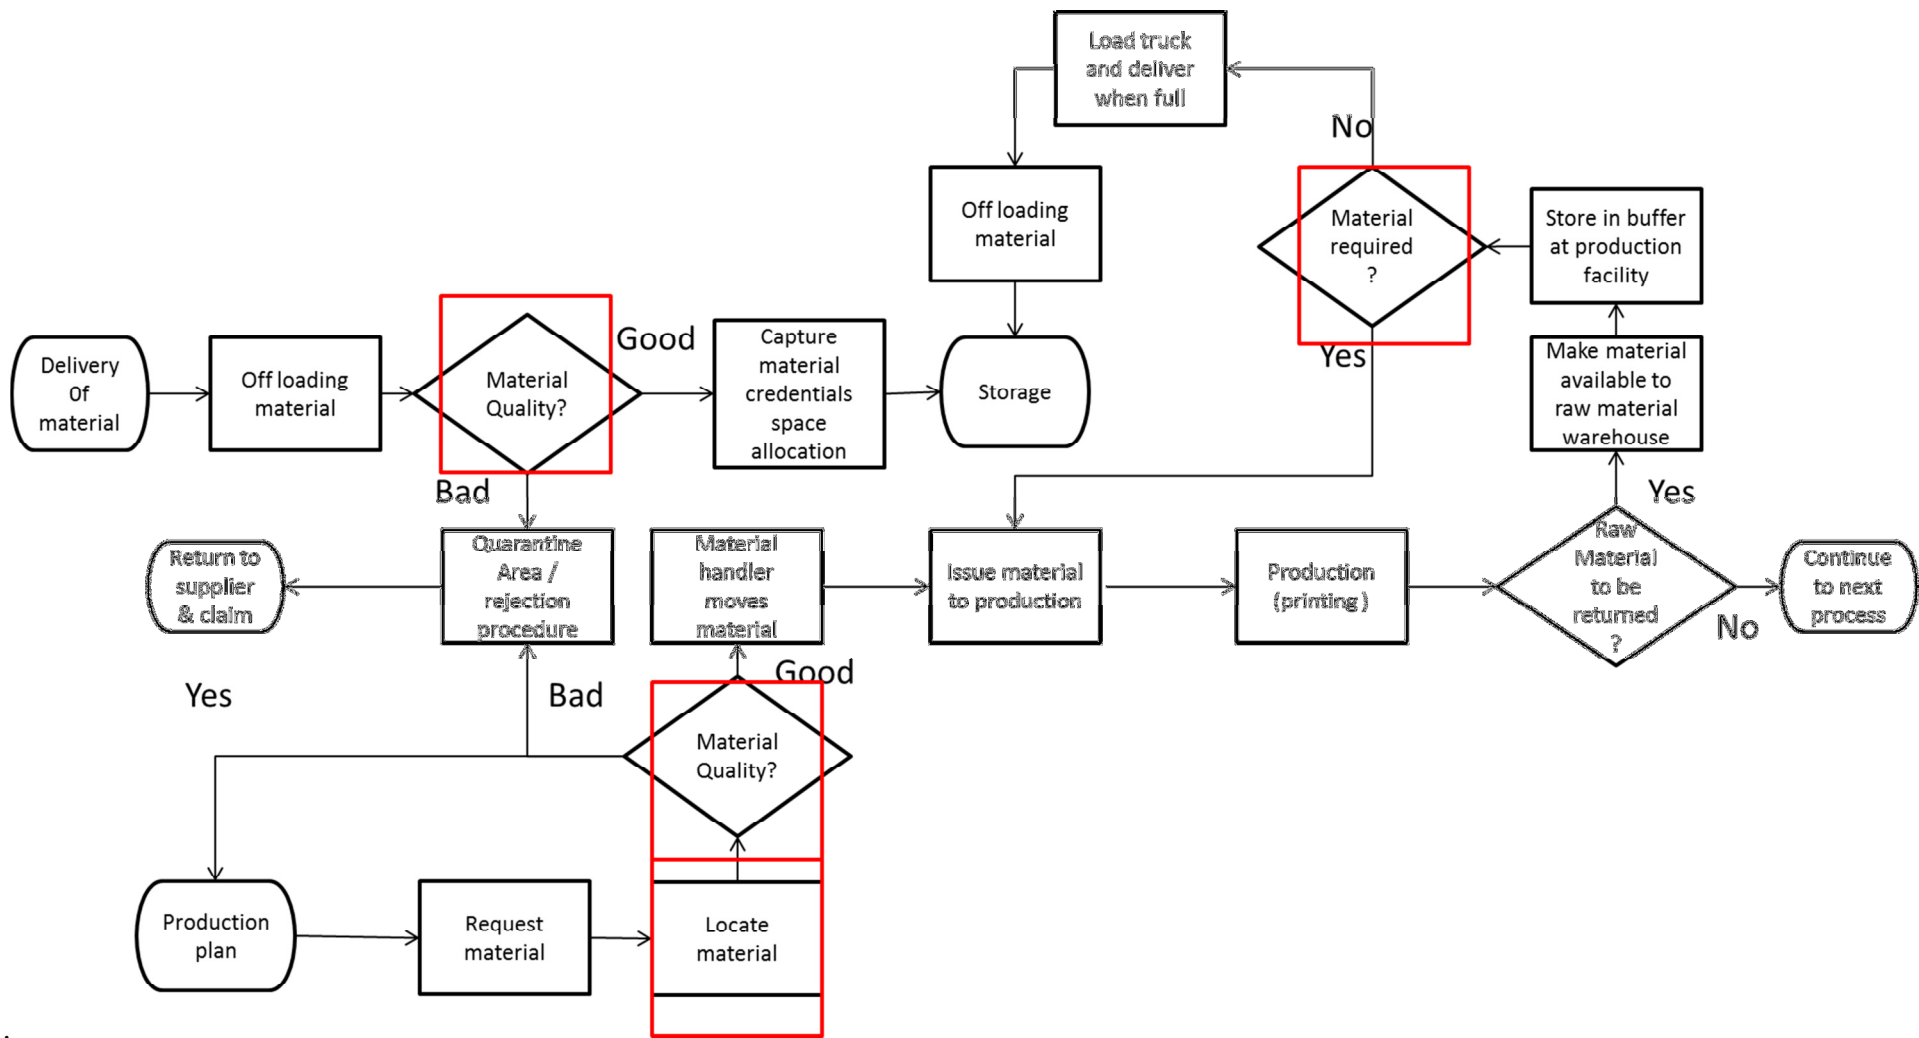 Load truck
and deliver
when full
No
Off loading
material
Material
required
?
Store in buffer
at production
facility
Yes
Make material
available to
raw material
warehouse
Delivery
Of
material
Off loading
material
Material
Quality?
Good
Capture
material
credentials
space
allocation
Storage
Bad
Yes
Return to
supplier
& claim
Quarantine
Area /
rejection
procedure
Material
handler
moves
material
Issue material
to production
Production
(printing)
Raw
Material
to be
returned
?
No
Continue
to next
process
Yes
Bad
Good
Material
Quality?
Production
plan
Request
material
Locate
material
.